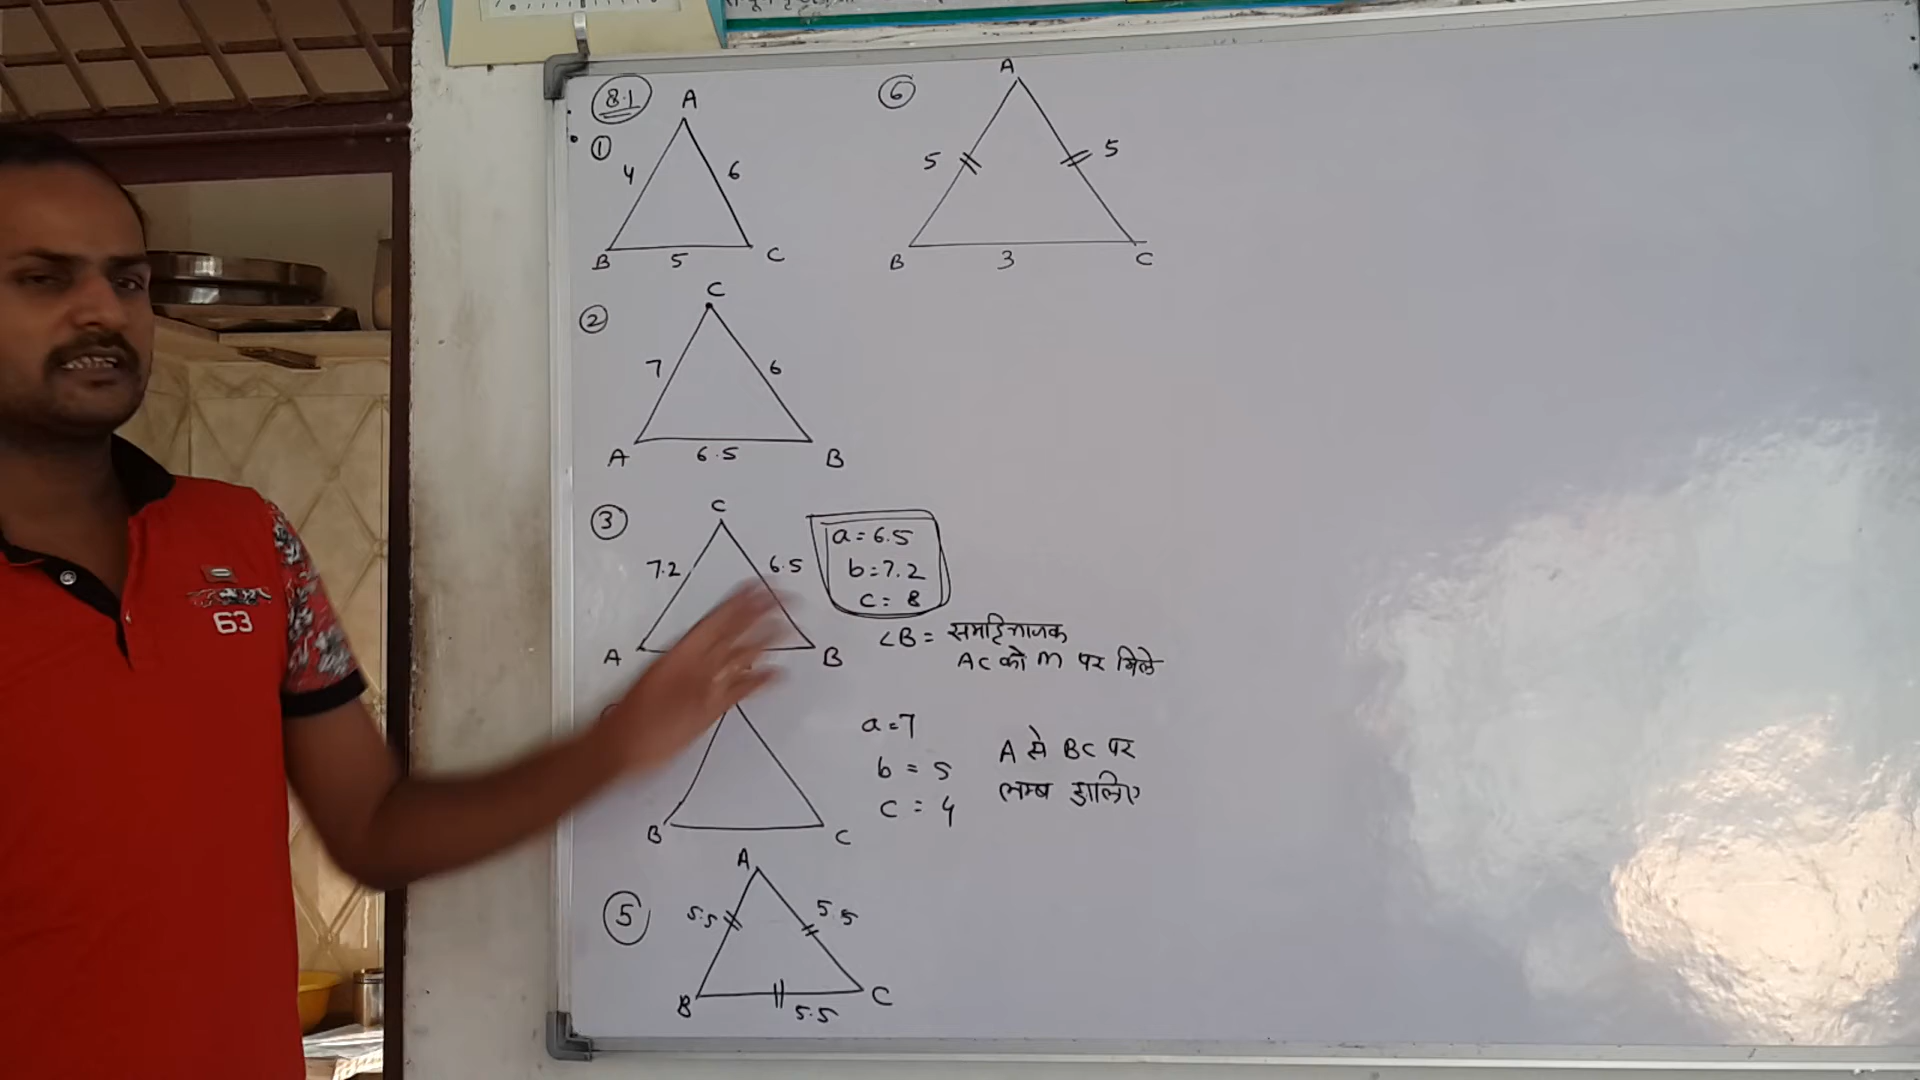 8.1
①
A
4
6
B
5
C
②
C
7
6
A
6.5
B
③
C
7.2
6.5
A
B
a = 6.5
b = 7.2
c = 8
∠B = समद्विभाजक
AC को m पर मिले
B
C
a = 7
b = 5
c = 4
A से BC पर
लम्ब डालिए
⑤
A
5.5
5.5
B
5.5
C
⑥
A
5
5
B
3
C
63